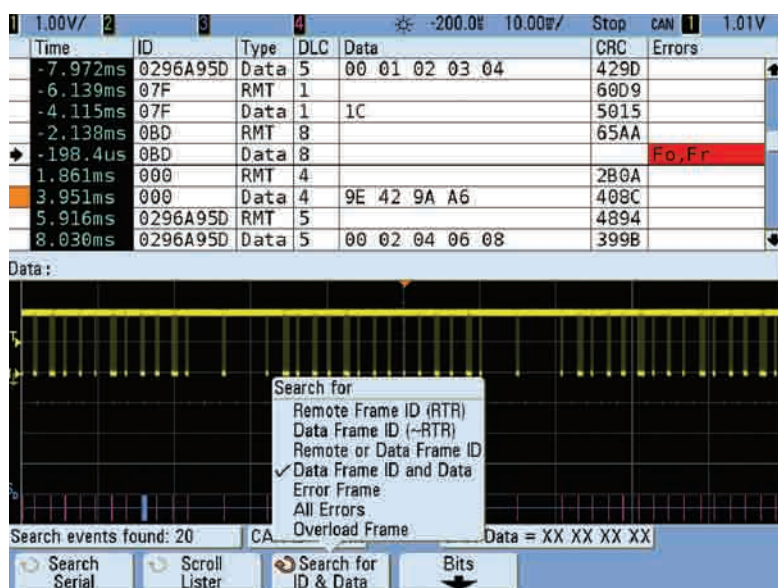 1 1.00V/ 2 3 4 -200.0 10.00 / Stop CAN 1 1.01V
Time ID Type DLC Data CRC Errors
-7.972ms 0296A95D Data 5 00 01 02 03 04 429D
-6.139ms 07F RMT 1 60D9
-4.115ms 07F Data 1 1C 5015
-2.138ms 0BD RMT 8 65AA
-198.4us 0BD Data 8 Fo,Fr
1.861ms 000 RMT 4 2B0A
3.951ms 000 Data 4 9E 42 9A A6 408C
5.916ms 0296A95D RMT 5 4894
8.030ms 0296A95D Data 5 00 02 04 06 08 399B
Data:
T
Search for
Remote Frame ID (RTR)
Data Frame ID (~RTR)
Remote or Data Frame ID
✓Data Frame ID and Data
Error Frame
All Errors
Overload Frame
Search events found: 20 CA Data = XX XX XX XX
Search Serial
Scroll Lister
Search for ID & Data
Bits